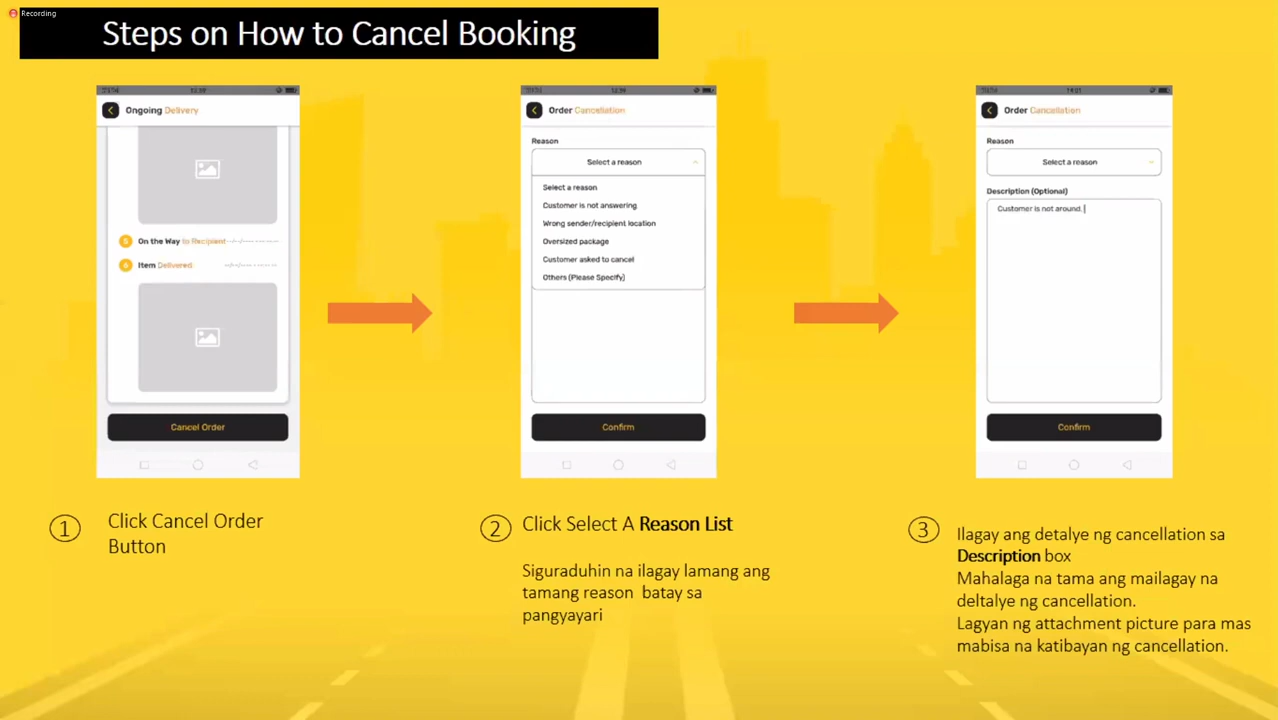 Recording
Steps on How to Cancel Booking
Ongoing Delivery
On the Way to Recipient
Item Delivered
Cancel Order
Order Cancellation
Reason
Select a reason
Select a reason
Customer is not answering
Wrong sender/recipient location
Oversized package
Customer asked to cancel
Others (Please Specify)
Confirm
Order Cancellation
Reason
Select a reason
Description (Optional)
Customer is not around.
Confirm
1 Click Cancel Order
Button
2 Click Select A Reason List
Siguraduhin na ilagay lamang ang
tamang reason batay sa
pangyayari
3 Ilagay ang detalye ng cancellation sa
Description box
Mahalaga na tama ang mailagay na
deltalye ng cancellation.
Lagyan ng attachment picture para mas
mabisa na katibayan ng cancellation.